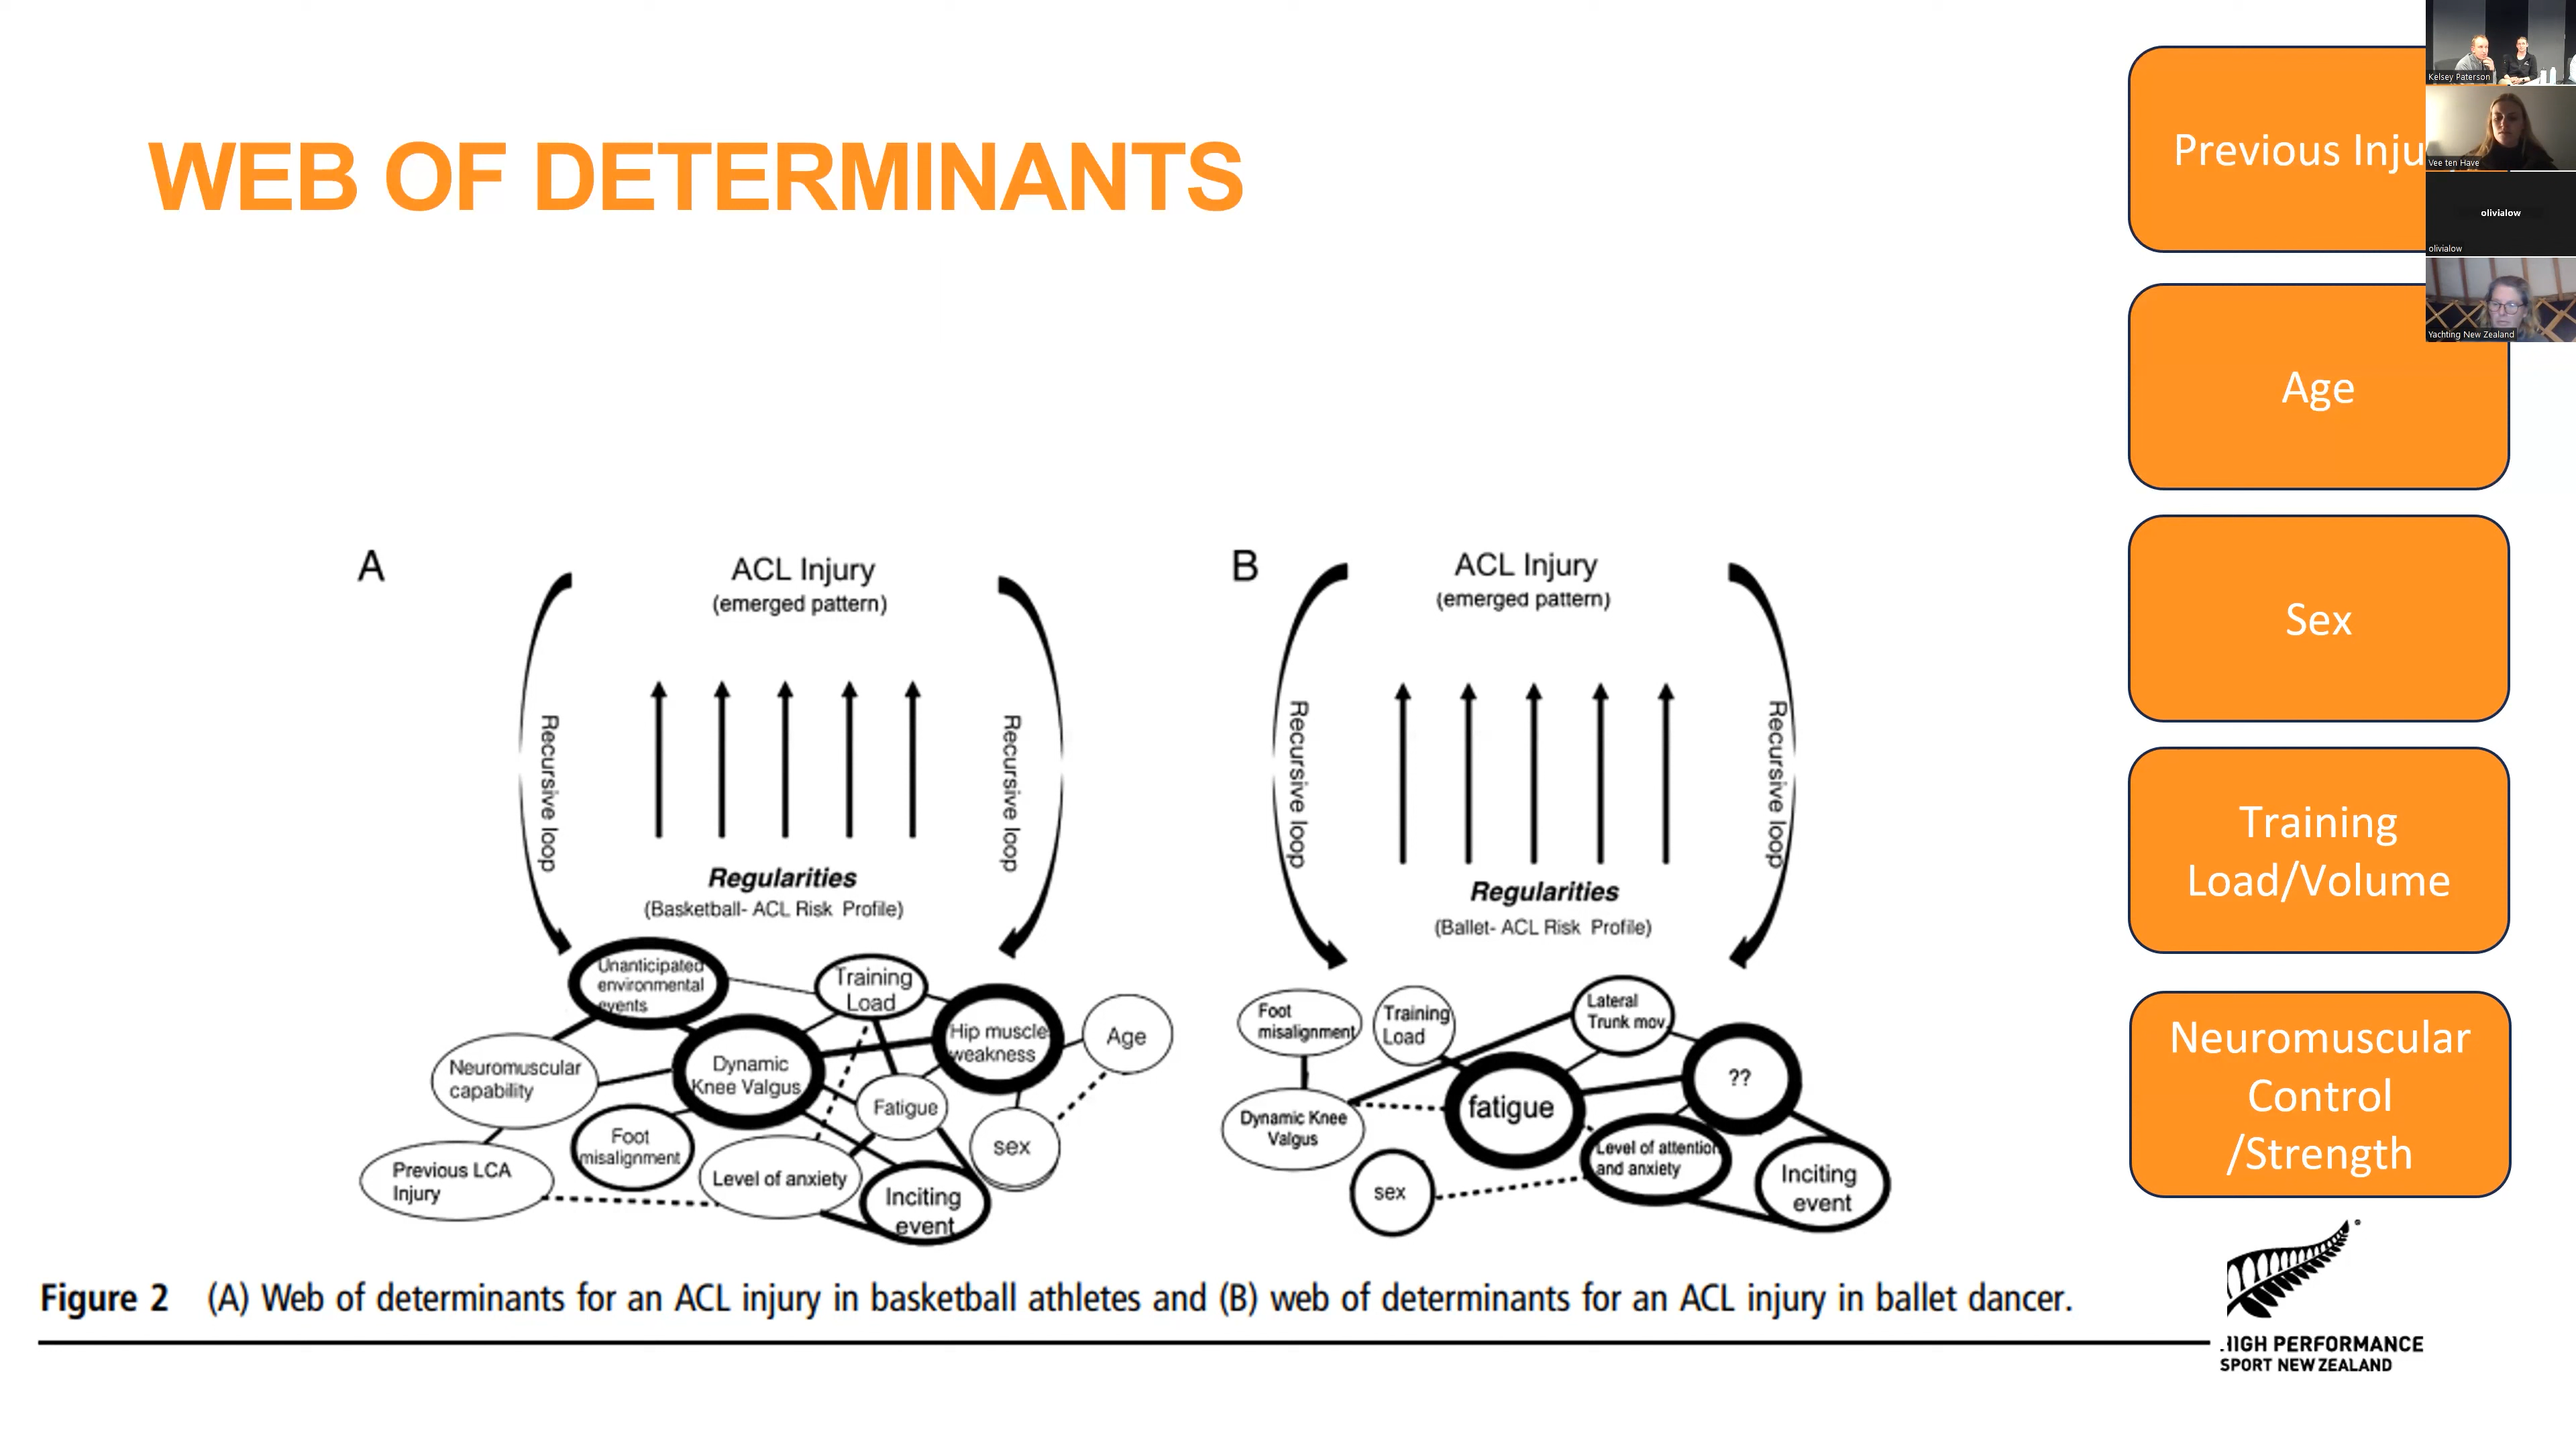 WEB OF DETERMINANTS
Previous Inju
Age
Sex
Training
Load/Volume
Neuromuscular
Control
/Strength
Kelsey Paterson
Vee ten Have
olivialow
olivialow
Yachting New Zealand
A
ACL Injury
(emerged pattern)
Recursive loop
Recursive loop
Regularities
(Basketball- ACL Risk Profile)
Unanticipated
environmental
events
Training
Load
Hip muscle
weakness
Age
Neuromuscular
capability
Dynamic
Knee Valgus
Fatigue
Foot
misalignment
sex
Previous LCA
Injury
Level of anxiety
Inciting
event
B
ACL Injury
(emerged pattern)
Recursive loop
Recursive loop
Regularities
(Ballet- ACL Risk Profile)
Foot
misalignment
Training
Load
Lateral
Trunk mov.
??
Dynamic Knee
Valgus
fatigue
Level of attention
and anxiety
sex
Inciting
event
Figure 2 (A) Web of determinants for an ACL injury in basketball athletes and (B) web of determinants for an ACL injury in ballet dancer.
HIGH PERFORMANCE
SPORT NEW ZEALAND